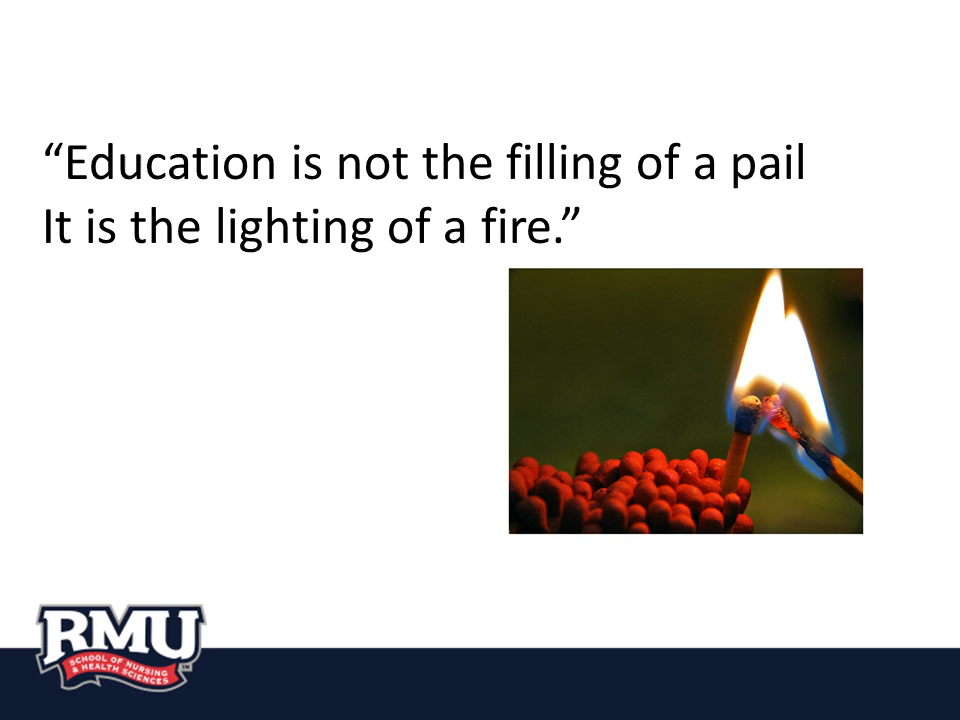 “Education is not the filling of a pail
It is the lighting of a fire.”
RMU
SCHOOL OF NURSING
& HEALTH SCIENCES
TM